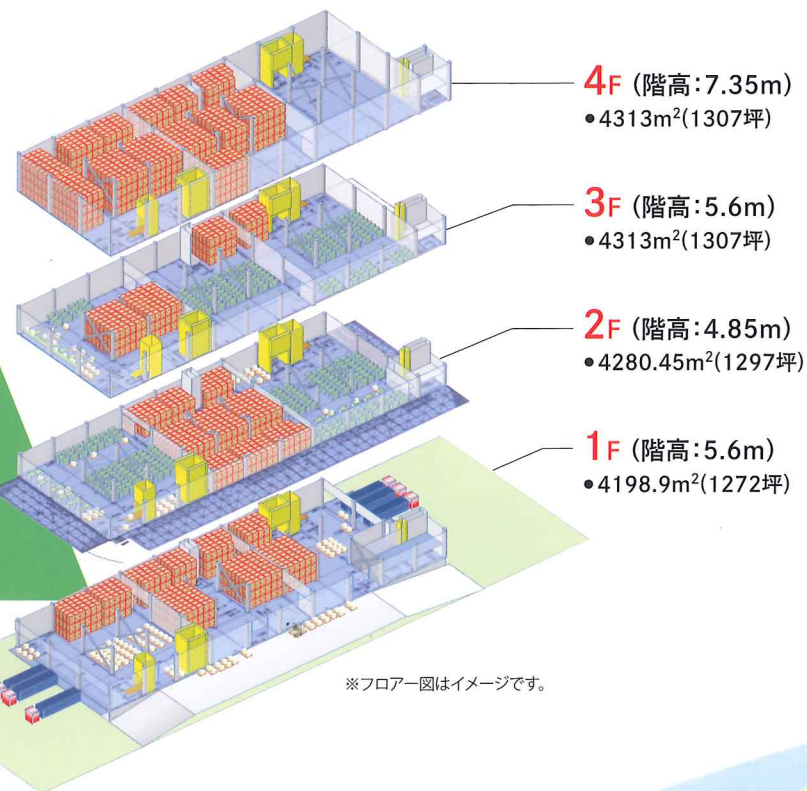 4F (階高:7.35m)
●4313m²(1307坪)
3F (階高:5.6m)
●4313m²(1307坪)
2F (階高:4.85m)
●4280.45m²(1297坪)
1F (階高:5.6m)
●4198.9m²(1272坪)
※フロアー図はイメージです。